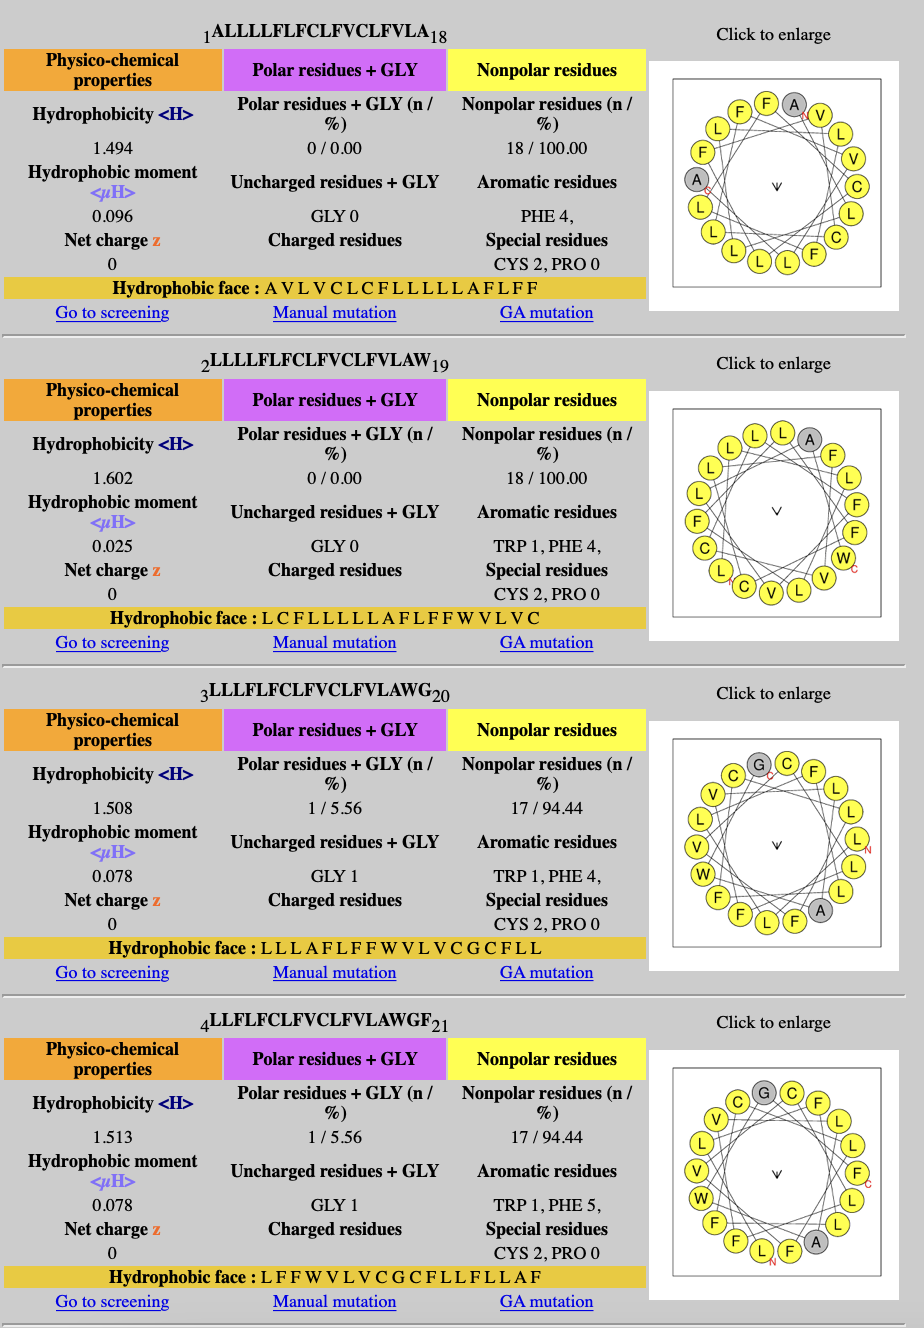 1ALLLLFLFCLFVCLFVLA18
Click to enlarge
Physico-chemical properties
Polar residues + GLY
Nonpolar residues
Hydrophobicity <H>
Polar residues + GLY (n / %)
Nonpolar residues (n / %)
1.494
0 / 0.00
18 / 100.00
Hydrophobic moment <μH>
Uncharged residues + GLY
Aromatic residues
0.096
GLY 0
PHE 4,
Net charge z
Charged residues
Special residues
0
CYS 2, PRO 0
Hydrophobic face : A V L V C L C F L L L L L A F L F F
Go to screening
Manual mutation
GA mutation
A V L V C L C F L L L L L A F L F F
N
C
2LLLLFLFCLFVCLFVLAW19
Click to enlarge
Physico-chemical properties
Polar residues + GLY
Nonpolar residues
Hydrophobicity <H>
Polar residues + GLY (n / %)
Nonpolar residues (n / %)
1.602
0 / 0.00
18 / 100.00
Hydrophobic moment <μH>
Uncharged residues + GLY
Aromatic residues
0.025
GLY 0
TRP 1, PHE 4,
Net charge z
Charged residues
Special residues
0
CYS 2, PRO 0
Hydrophobic face : L C F L L L L L A F L F F W V L V C
Go to screening
Manual mutation
GA mutation
L A F L F F W V L V C L C F L L L L
C
N
3LLLFLFCLFVCLFVLAWG20
Click to enlarge
Physico-chemical properties
Polar residues + GLY
Nonpolar residues
Hydrophobicity <H>
Polar residues + GLY (n / %)
Nonpolar residues (n / %)
1.508
1 / 5.56
17 / 94.44
Hydrophobic moment <μH>
Uncharged residues + GLY
Aromatic residues
0.078
GLY 1
TRP 1, PHE 4,
Net charge z
Charged residues
Special residues
0
CYS 2, PRO 0
Hydrophobic face : L L L A F L F F W V L V C G C F L L
Go to screening
Manual mutation
GA mutation
G C F L L L L L A F L F F W V L V C
C
N
4LLFLFCLFVCLFVLAWGF21
Click to enlarge
Physico-chemical properties
Polar residues + GLY
Nonpolar residues
Hydrophobicity <H>
Polar residues + GLY (n / %)
Nonpolar residues (n / %)
1.513
1 / 5.56
17 / 94.44
Hydrophobic moment <μH>
Uncharged residues + GLY
Aromatic residues
0.078
GLY 1
TRP 1, PHE 5,
Net charge z
Charged residues
Special residues
0
CYS 2, PRO 0
Hydrophobic face : L F F W V L V C G C F L L F L L A F
Go to screening
Manual mutation
GA mutation
G C F L L F L L A F L F F W V L V C
C
N